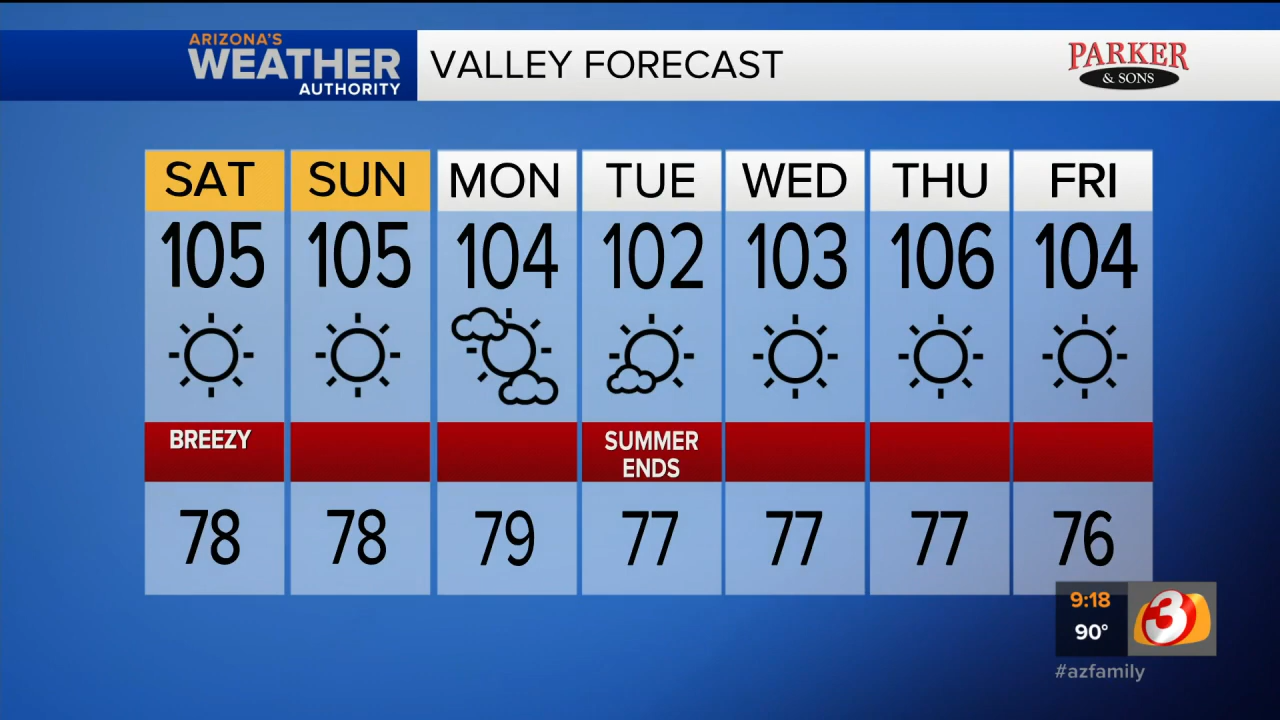 ARIZONA'S
WEATHER
AUTHORITY
VALLEY FORECAST
PARKER
& SONS
SAT SUN MON TUE WED THU FRI
105 105 104 102 103 106 104
BREEZY
SUMMER
ENDS
78 78 79 77 77 77 76
9:18
90°
3
#azfamily